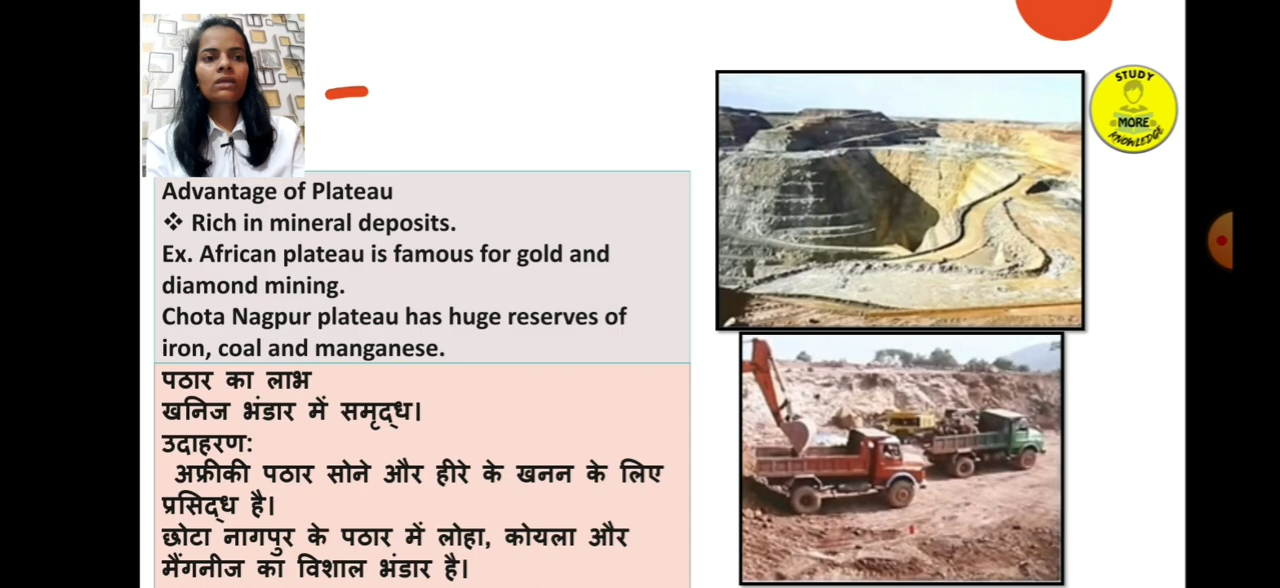 STUDY
MORE
KNOWLEDGE
Advantage of Plateau
❖ Rich in mineral deposits.
Ex. African plateau is famous for gold and
diamond mining.
Chota Nagpur plateau has huge reserves of
iron, coal and manganese.
पठार का लाभ
खनिज भंडार में समृद्ध।
उदाहरण:
अफ्रीकी पठार सोने और हीरे के खनन के लिए
प्रसिद्ध है।
छोटा नागपुर के पठार में लोहा, कोयला और
मैंगनीज का विशाल भंडार है।